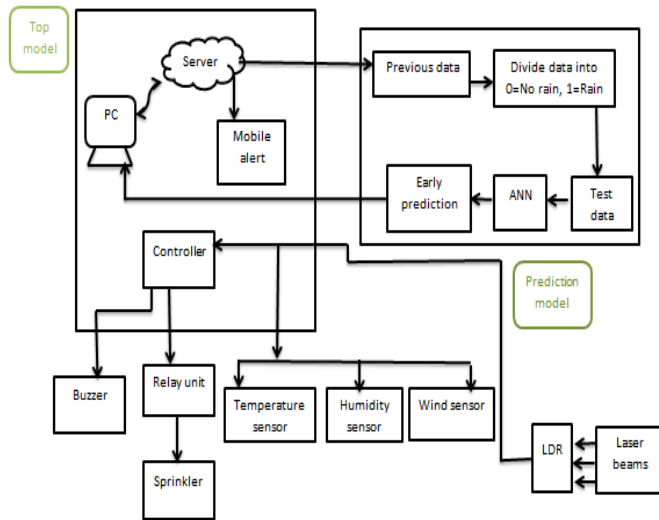 Top
model
Server
PC
Mobile
alert
Previous data
Divide data into
0=No rain, 1=Rain
Early
prediction
ANN
Test
data
Controller
Prediction
model
Buzzer
Relay unit
Temperature
sensor
Humidity
sensor
Wind sensor
Sprinkler
LDR
Laser
beams